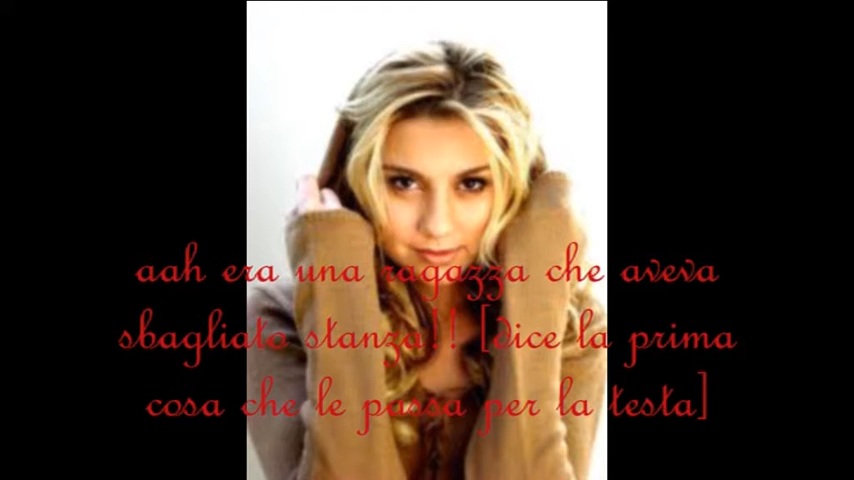 aah era una ragazza che aveva
sbagliato stanza!! [dice la prima
cosa che le passa per la testa]